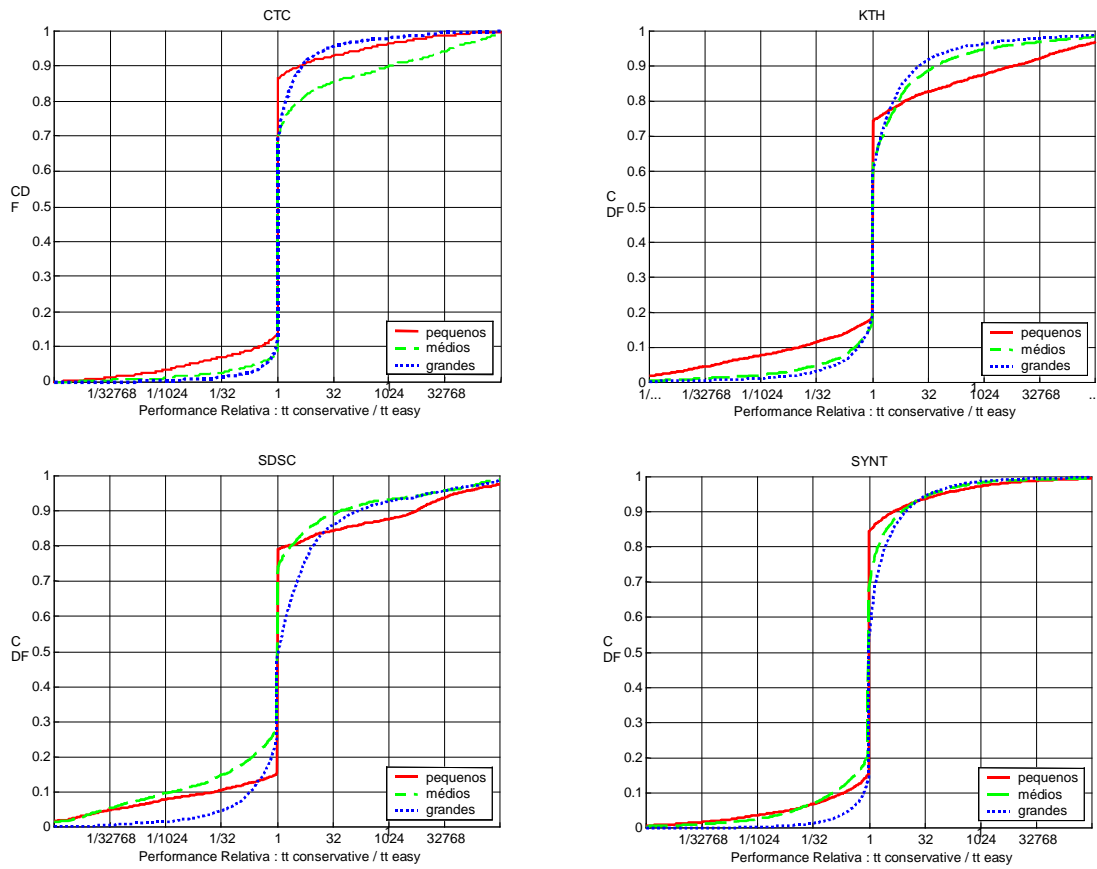 CTC
1
0.9
0.8
0.7
0.6
CD
F
0.5
0.4
0.3
0.2
0.1
0
pequenos
médios
grandes
1/32768 1/1024 1/32 1 32 1024 32768
Performance Relativa : tt conservative / tt easy
KTH
1
0.9
0.8
0.7
0.6
C
DF
0.5
0.4
0.3
0.2
0.1
0
pequenos
médios
grandes
1/... 1/32768 1/1024 1/32 1 32 1024 32768 ..
Performance Relativa : tt conservative / tt easy
SDSC
1
0.9
0.8
0.7
0.6
C
DF
0.5
0.4
0.3
0.2
0.1
0
pequenos
médios
grandes
1/32768 1/1024 1/32 1 32 1024 32768
Performance Relativa : tt conservative / tt easy
SYNT
1
0.9
0.8
0.7
0.6
C
DF
0.5
0.4
0.3
0.2
0.1
0
pequenos
médios
grandes
1/32768 1/1024 1/32 1 32 1024 32768
Performance Relativa : tt conservative / tt easy